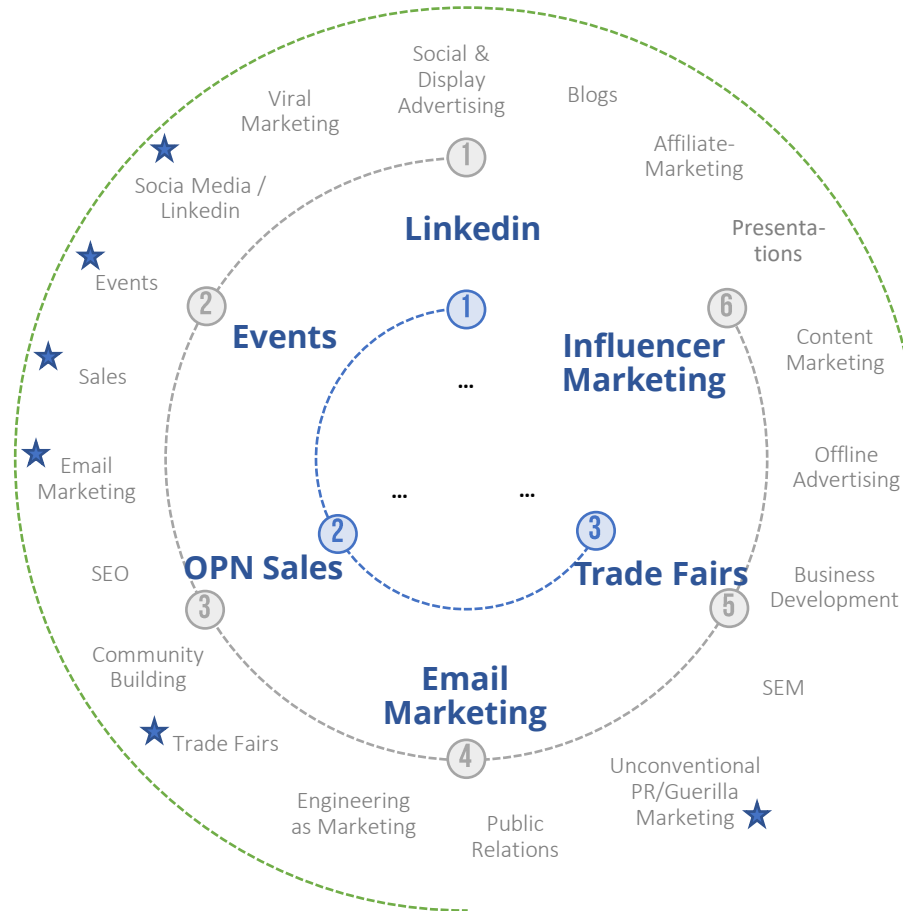 Social &
Display
Advertising
Blogs
Viral
Marketing
Affiliate-
Marketing
1
Socia Media /
Linkedin
Linkedin
Presenta-
tions
Events
2
1
6
Events
Influencer
Marketing
Content
Marketing
Sales
...
Email
Marketing
Offline
Advertising
...
...
2
3
SEO
OPN Sales
Trade Fairs
Business
Development
3
5
Community
Building
Email
Marketing
SEM
Trade Fairs
4
Unconventional
PR/Guerilla
Marketing
Engineering
as Marketing
Public
Relations